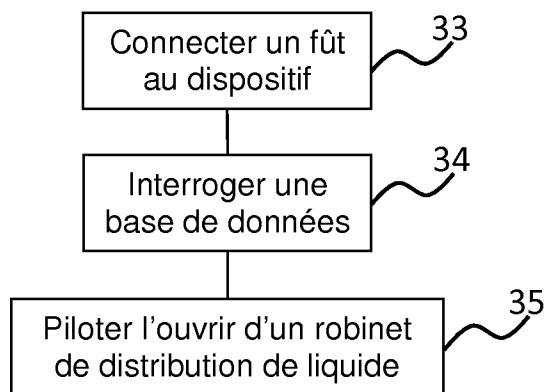 Connecter un fût
au dispositif
33
Interroger une
base de données
34
Piloter l'ouvrir d'un robinet
de distribution de liquide
35